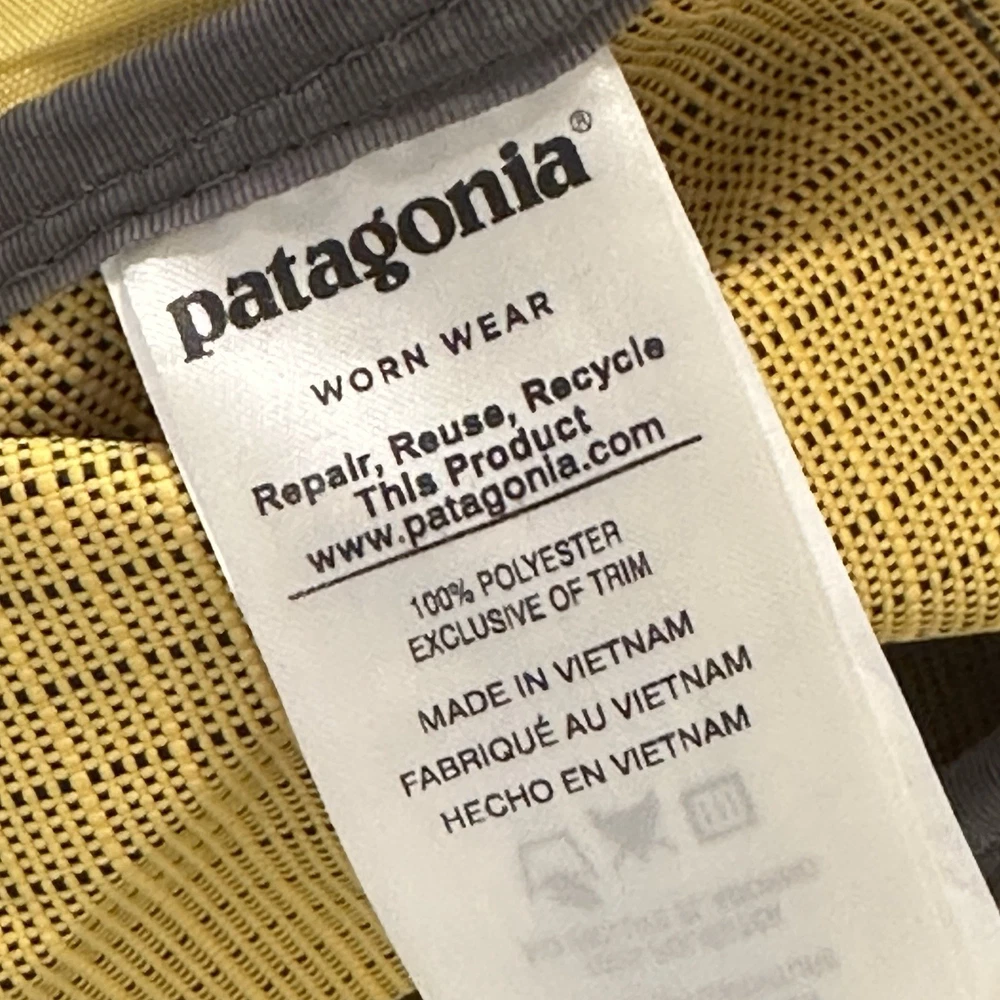 patagonia®
WORN WEAR
Repair, Reuse, Recycle
This Product
www.patagonia.com
100% POLYESTER
EXCLUSIVE OF TRIM
MADE IN VIETNAM
FABRIQUÉ AU VIETNAM
HECHO EN VIETNAM